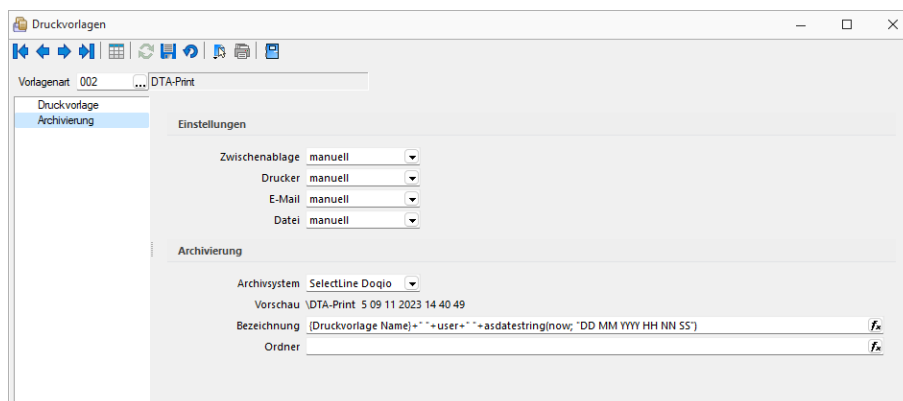 Druckvorlagen
Vorlagenart 002 ... DTA-Print
Druckvorlage
Archivierung
Einstellungen
Zwischenablage manuell
Drucker manuell
E-Mail manuell
Datei manuell
Archivierung
Archivsystem SelectLine Doqio
Vorschau \DTA-Print 5 09 11 2023 14 40 49
Bezeichnung {Druckvorlage Name}+" "+user+" "+asdatestring(now; "DD MM YYYY HH NN SS") fx
Ordner fx